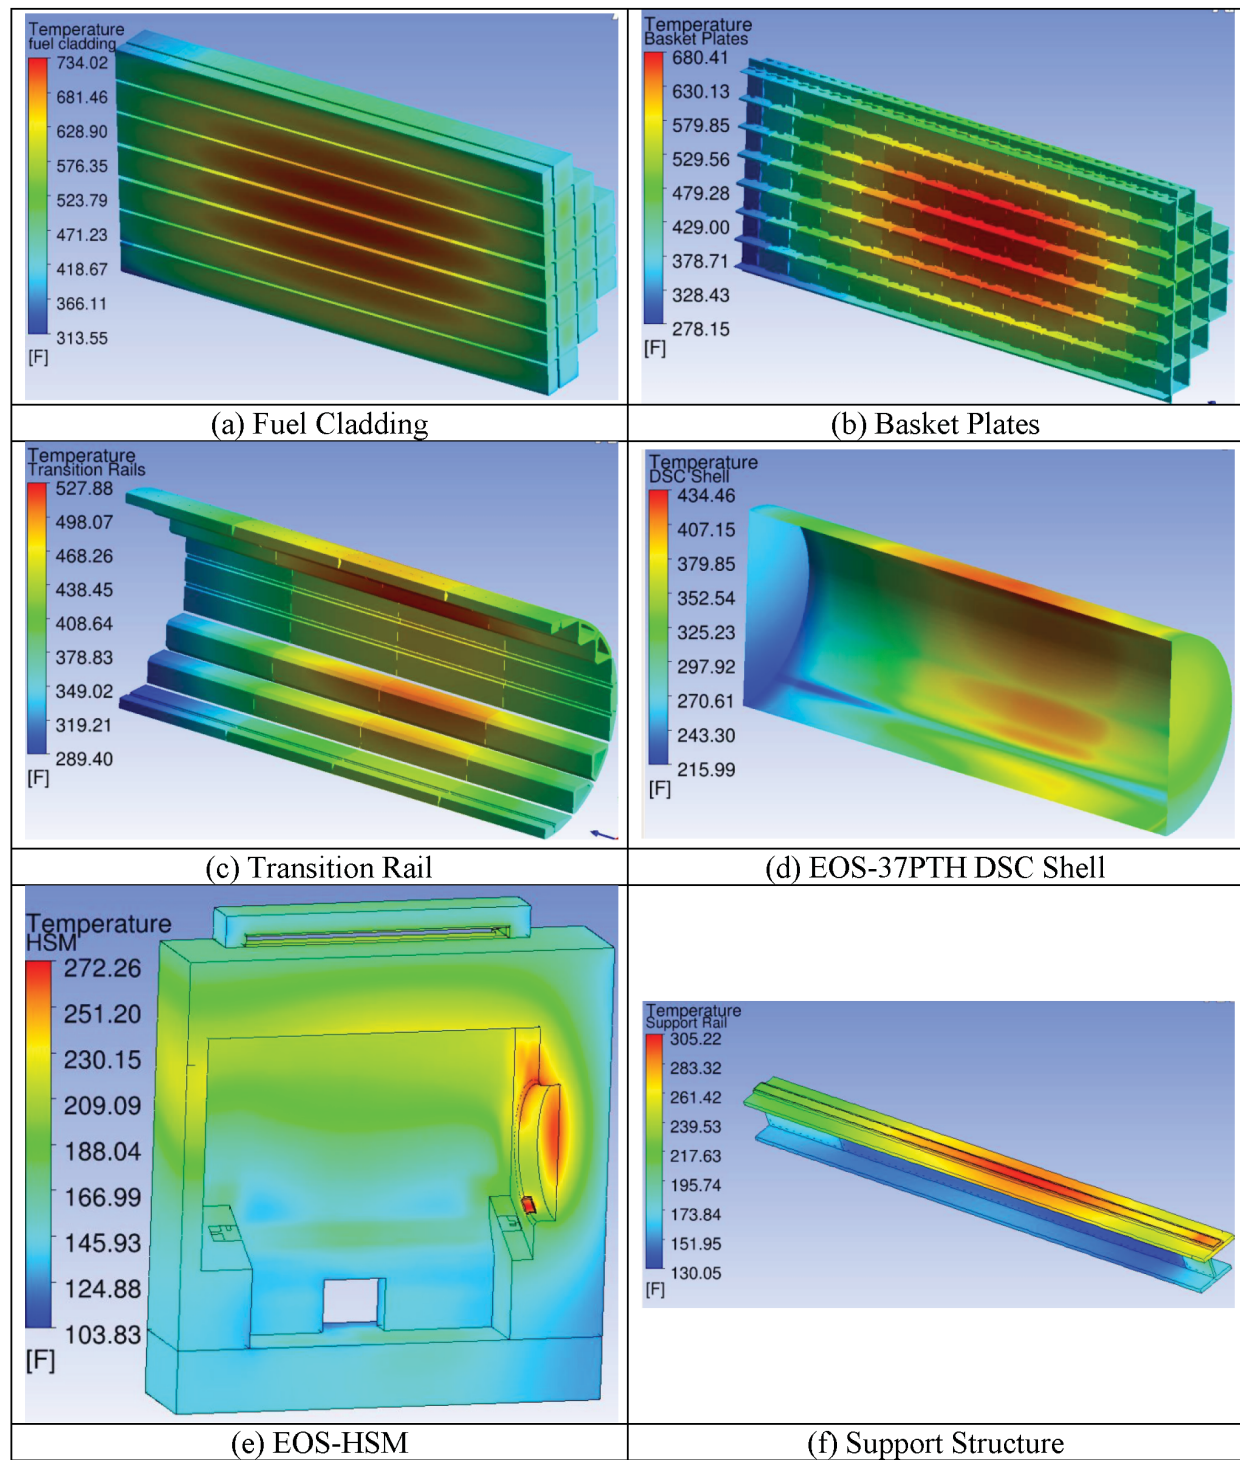 Temperature
fuel cladding
734.02
681.46
628.90
576.35
523.79
471.23
418.67
366.11
313.55
[F]
(a) Fuel Cladding
Temperature
Basket Plates
680.41
630.13
579.85
529.56
479.28
429.00
378.71
328.43
278.15
[F]
(b) Basket Plates
Temperature
Transition Rails
527.88
498.07
468.26
438.45
408.64
378.83
349.02
319.21
289.40
[F]
(c) Transition Rail
Temperature
DSC Shell
434.46
407.15
379.85
352.54
325.23
297.92
270.61
243.30
215.99
[F]
(d) EOS-37PTH DSC Shell
Temperature
HSM
272.26
251.20
230.15
209.09
188.04
166.99
145.93
124.88
103.83
[F]
(e) EOS-HSM
Temperature
Support Rail
305.22
283.32
261.42
239.53
217.63
195.74
173.84
151.95
130.05
[F]
(f) Support Structure